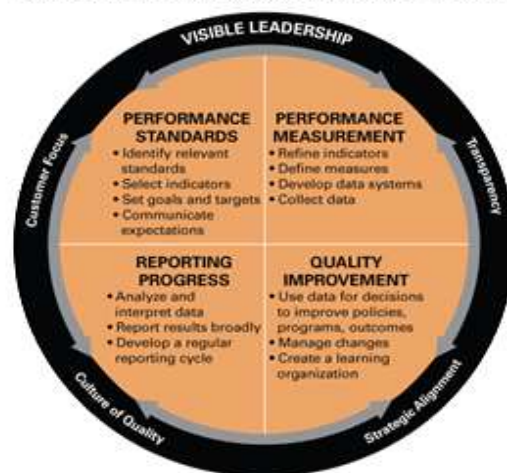 VISIBLE LEADERSHIP
Customer Focus
Transparency
PERFORMANCE
STANDARDS
• Identify relevant
standards
• Select indicators
• Set goals and targets
• Communicate
expectations
PERFORMANCE
MEASUREMENT
• Refine indicators
• Define measures
• Develop data systems
• Collect data
REPORTING
PROGRESS
• Analyze and
interpret data
• Report results broadly
• Develop a regular
reporting cycle
QUALITY
IMPROVEMENT
• Use data for decisions
to improve policies,
programs, outcomes
• Manage changes
• Create a learning
organization
Culture of Quality
Strategic Alignment